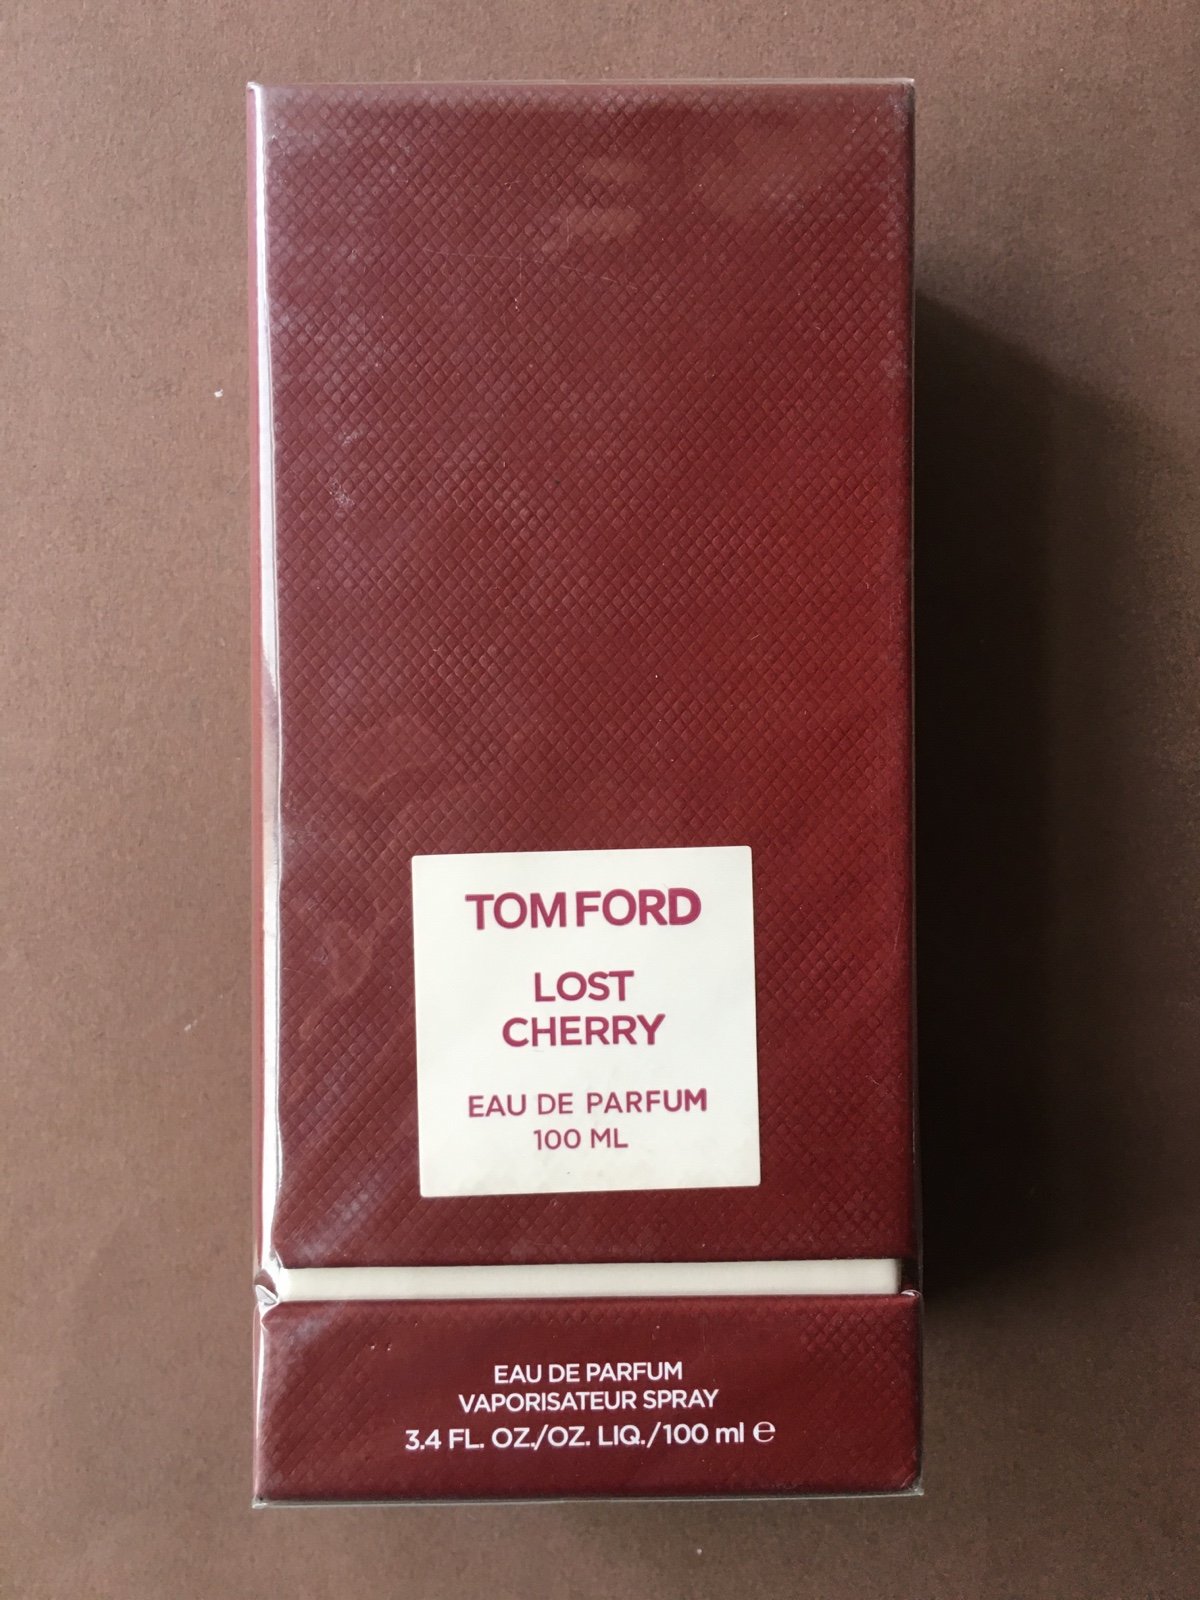 TOM FORD
LOST
CHERRY
EAU DE PARFUM
100 ML
EAU DE PARFUM
VAPORISATEUR SPRAY
3.4 FL. OZ./OZ. LIQ./100 ml ℮